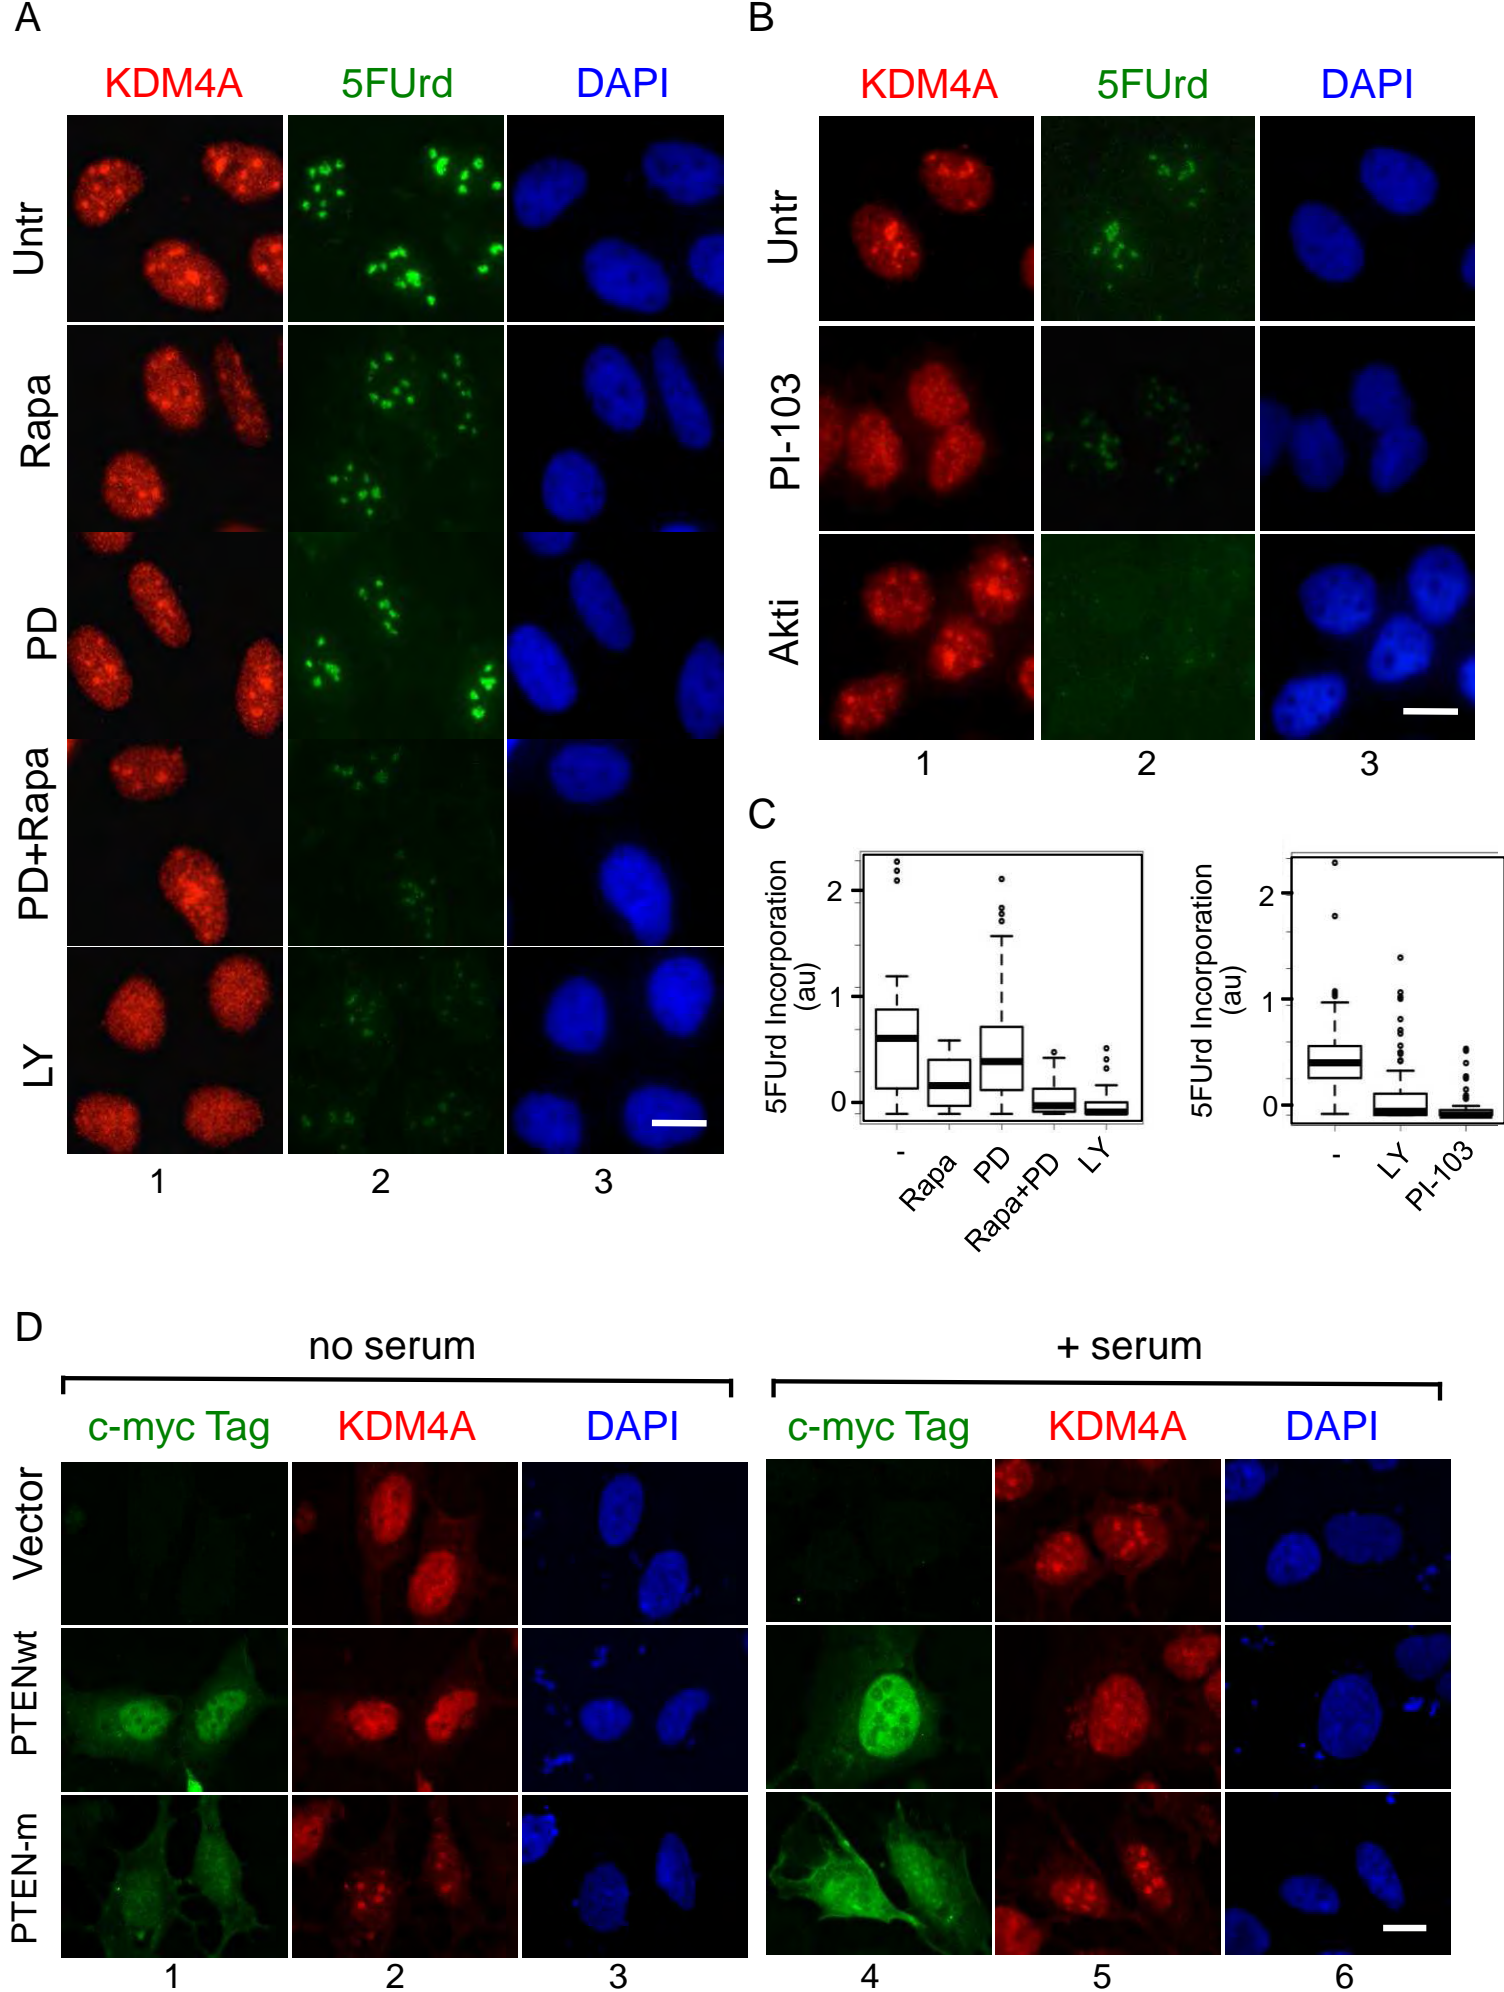 A
KDM4A 5FUrd DAPI
Untr
Rapa
PD
PD+Rapa
LY
1 2 3
B
KDM4A 5FUrd DAPI
Untr
PI-103
Akti
1 2 3
C
5FUrd Incorporation
(au)
2
1
0
- Rapa PD Rapa+PD LY
5FUrd Incorporation
(au)
2
1
0
- LY PI-103
D
no serum + serum
c-myc Tag KDM4A DAPI c-myc Tag KDM4A DAPI
Vector
PTENwt
PTEN-m
1 2 3 4 5 6